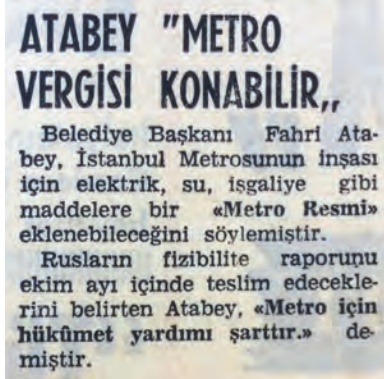 ATABEY "METRO
VERGİSİ KONABİLİR,,
Belediye Başkanı Fahri Ata-
bey, İstanbul Metrosunun inşası
için elektrik, su, işgaliye gibi
maddelere bir «Metro Resmi»
eklenebileceğini söylemiştir.
Rusların fizibilite raporunu
ekim ayı içinde teslim edecekle-
rini belirten Atabey, «Metro için
hükûmet yardımı şarttır.» de-
miştir.